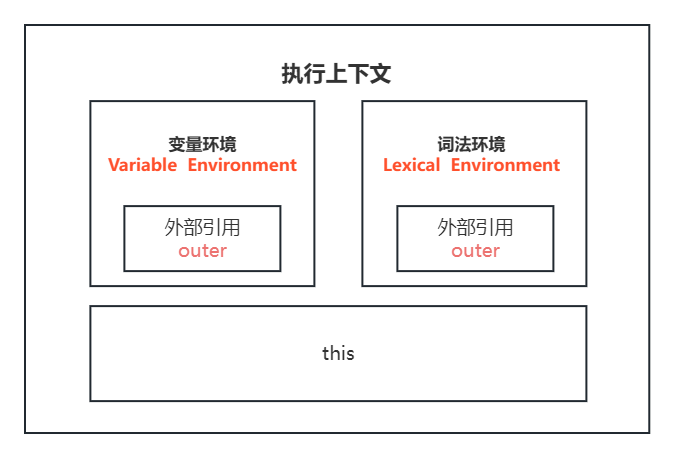 执行上下文
变量环境
Variable Environment
外部引用
outer
词法环境
Lexical Environment
外部引用
outer
this